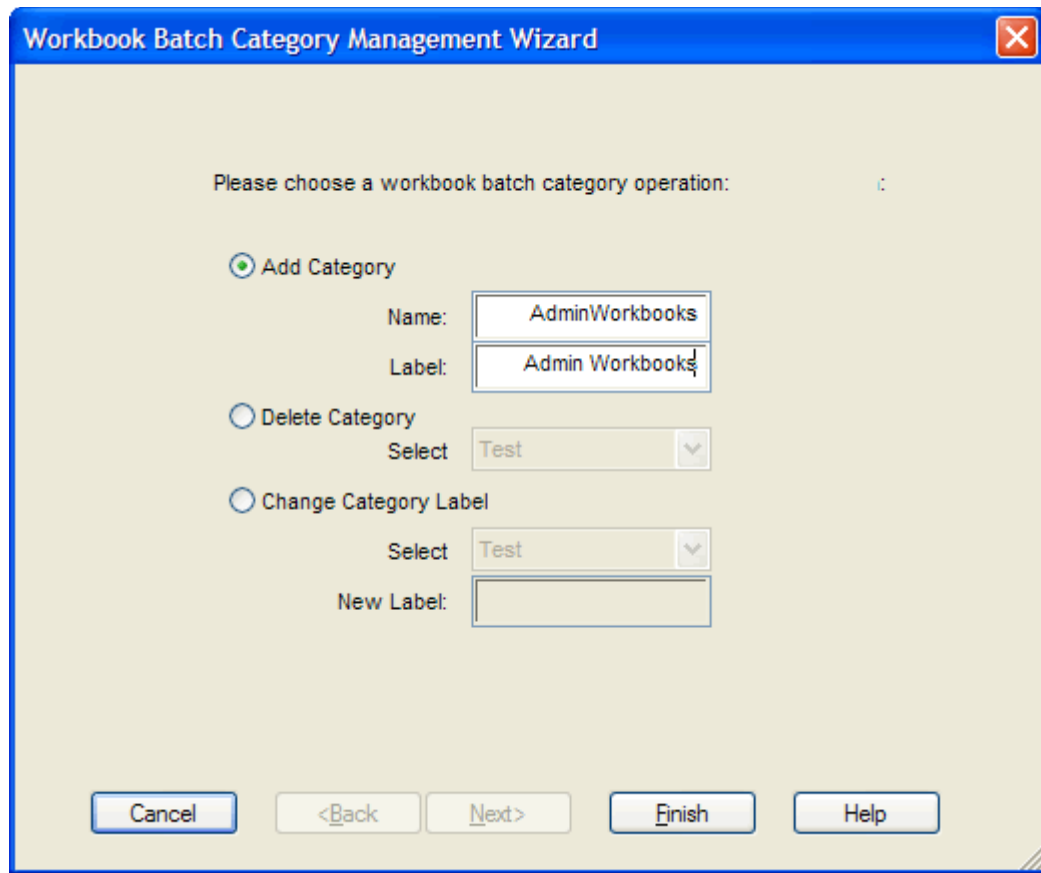 Workbook Batch Category Management Wizard
Please choose a workbook batch category operation: :
Add Category
Name: AdminWorkbooks
Label: Admin Workbooks
Delete Category
Select Test
Change Category Label
Select Test
New Label:
Cancel <Back Next> Finish Help